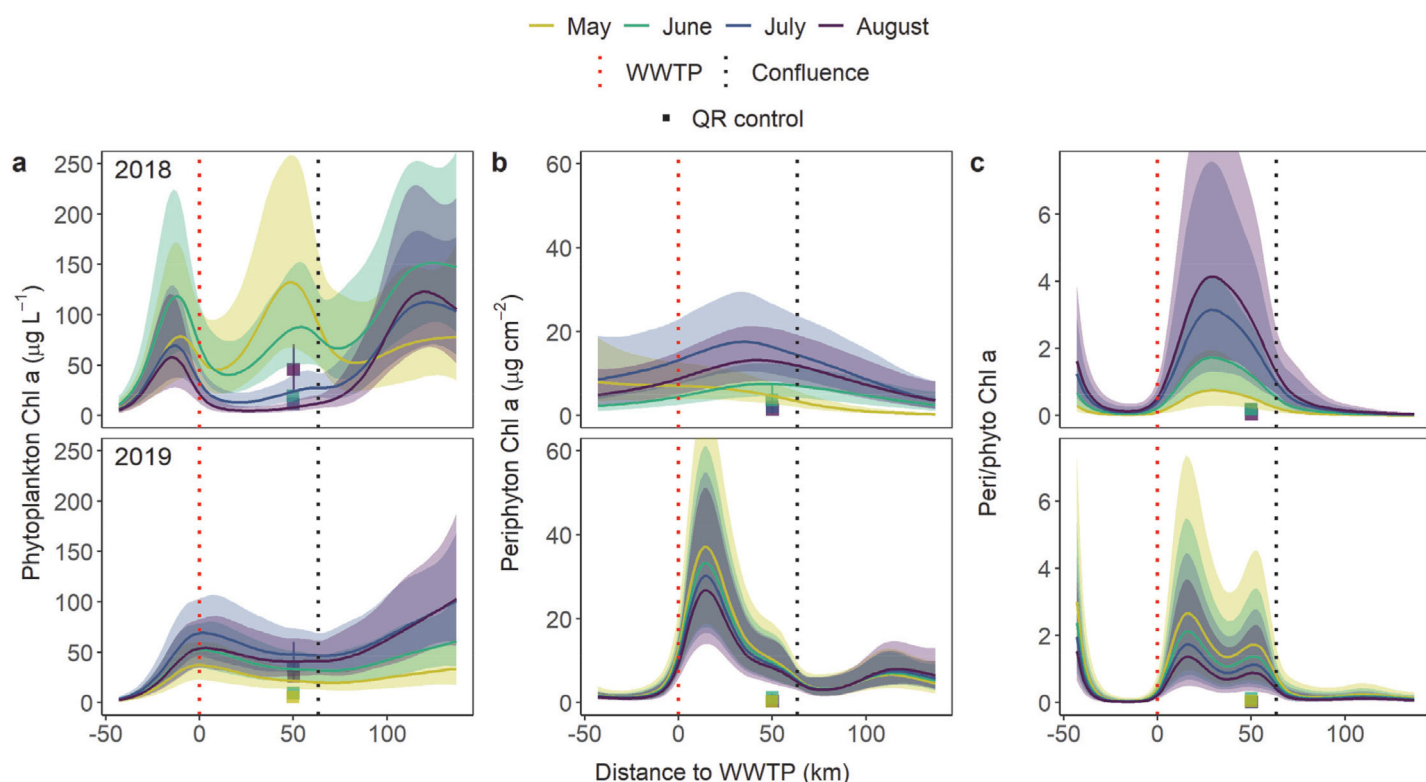 May June July August
WWTP Confluence
QR control
a b c
2018
250
200
150
100
50
0
60
40
20
0
6
4
2
0
2019
250
200
150
100
50
0
60
40
20
0
6
4
2
0
-50 0 50 100
-50 0 50 100
-50 0 50 100
Phytoplankton Chl a (µg L⁻¹)
Periphyton Chl a (µg cm⁻²)
Peri/phyto Chl a
Distance to WWTP (km)